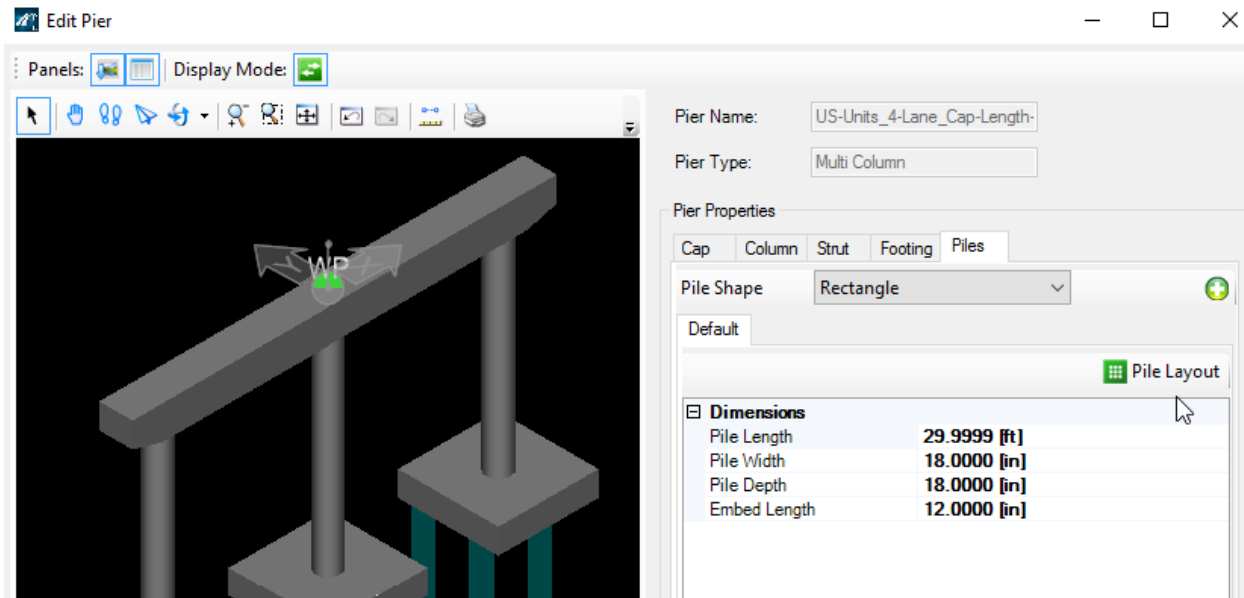 Edit Pier
Panels: Display Mode:
WP
Pier Name: US-Units_4-Lane_Cap-Length-
Pier Type: Multi Column
Pier Properties
Cap Column Strut Footing Piles
Pile Shape Rectangle
Default
Pile Layout
Dimensions
Pile Length 29.9999 [ft]
Pile Width 18.0000 [in]
Pile Depth 18.0000 [in]
Embed Length 12.0000 [in]